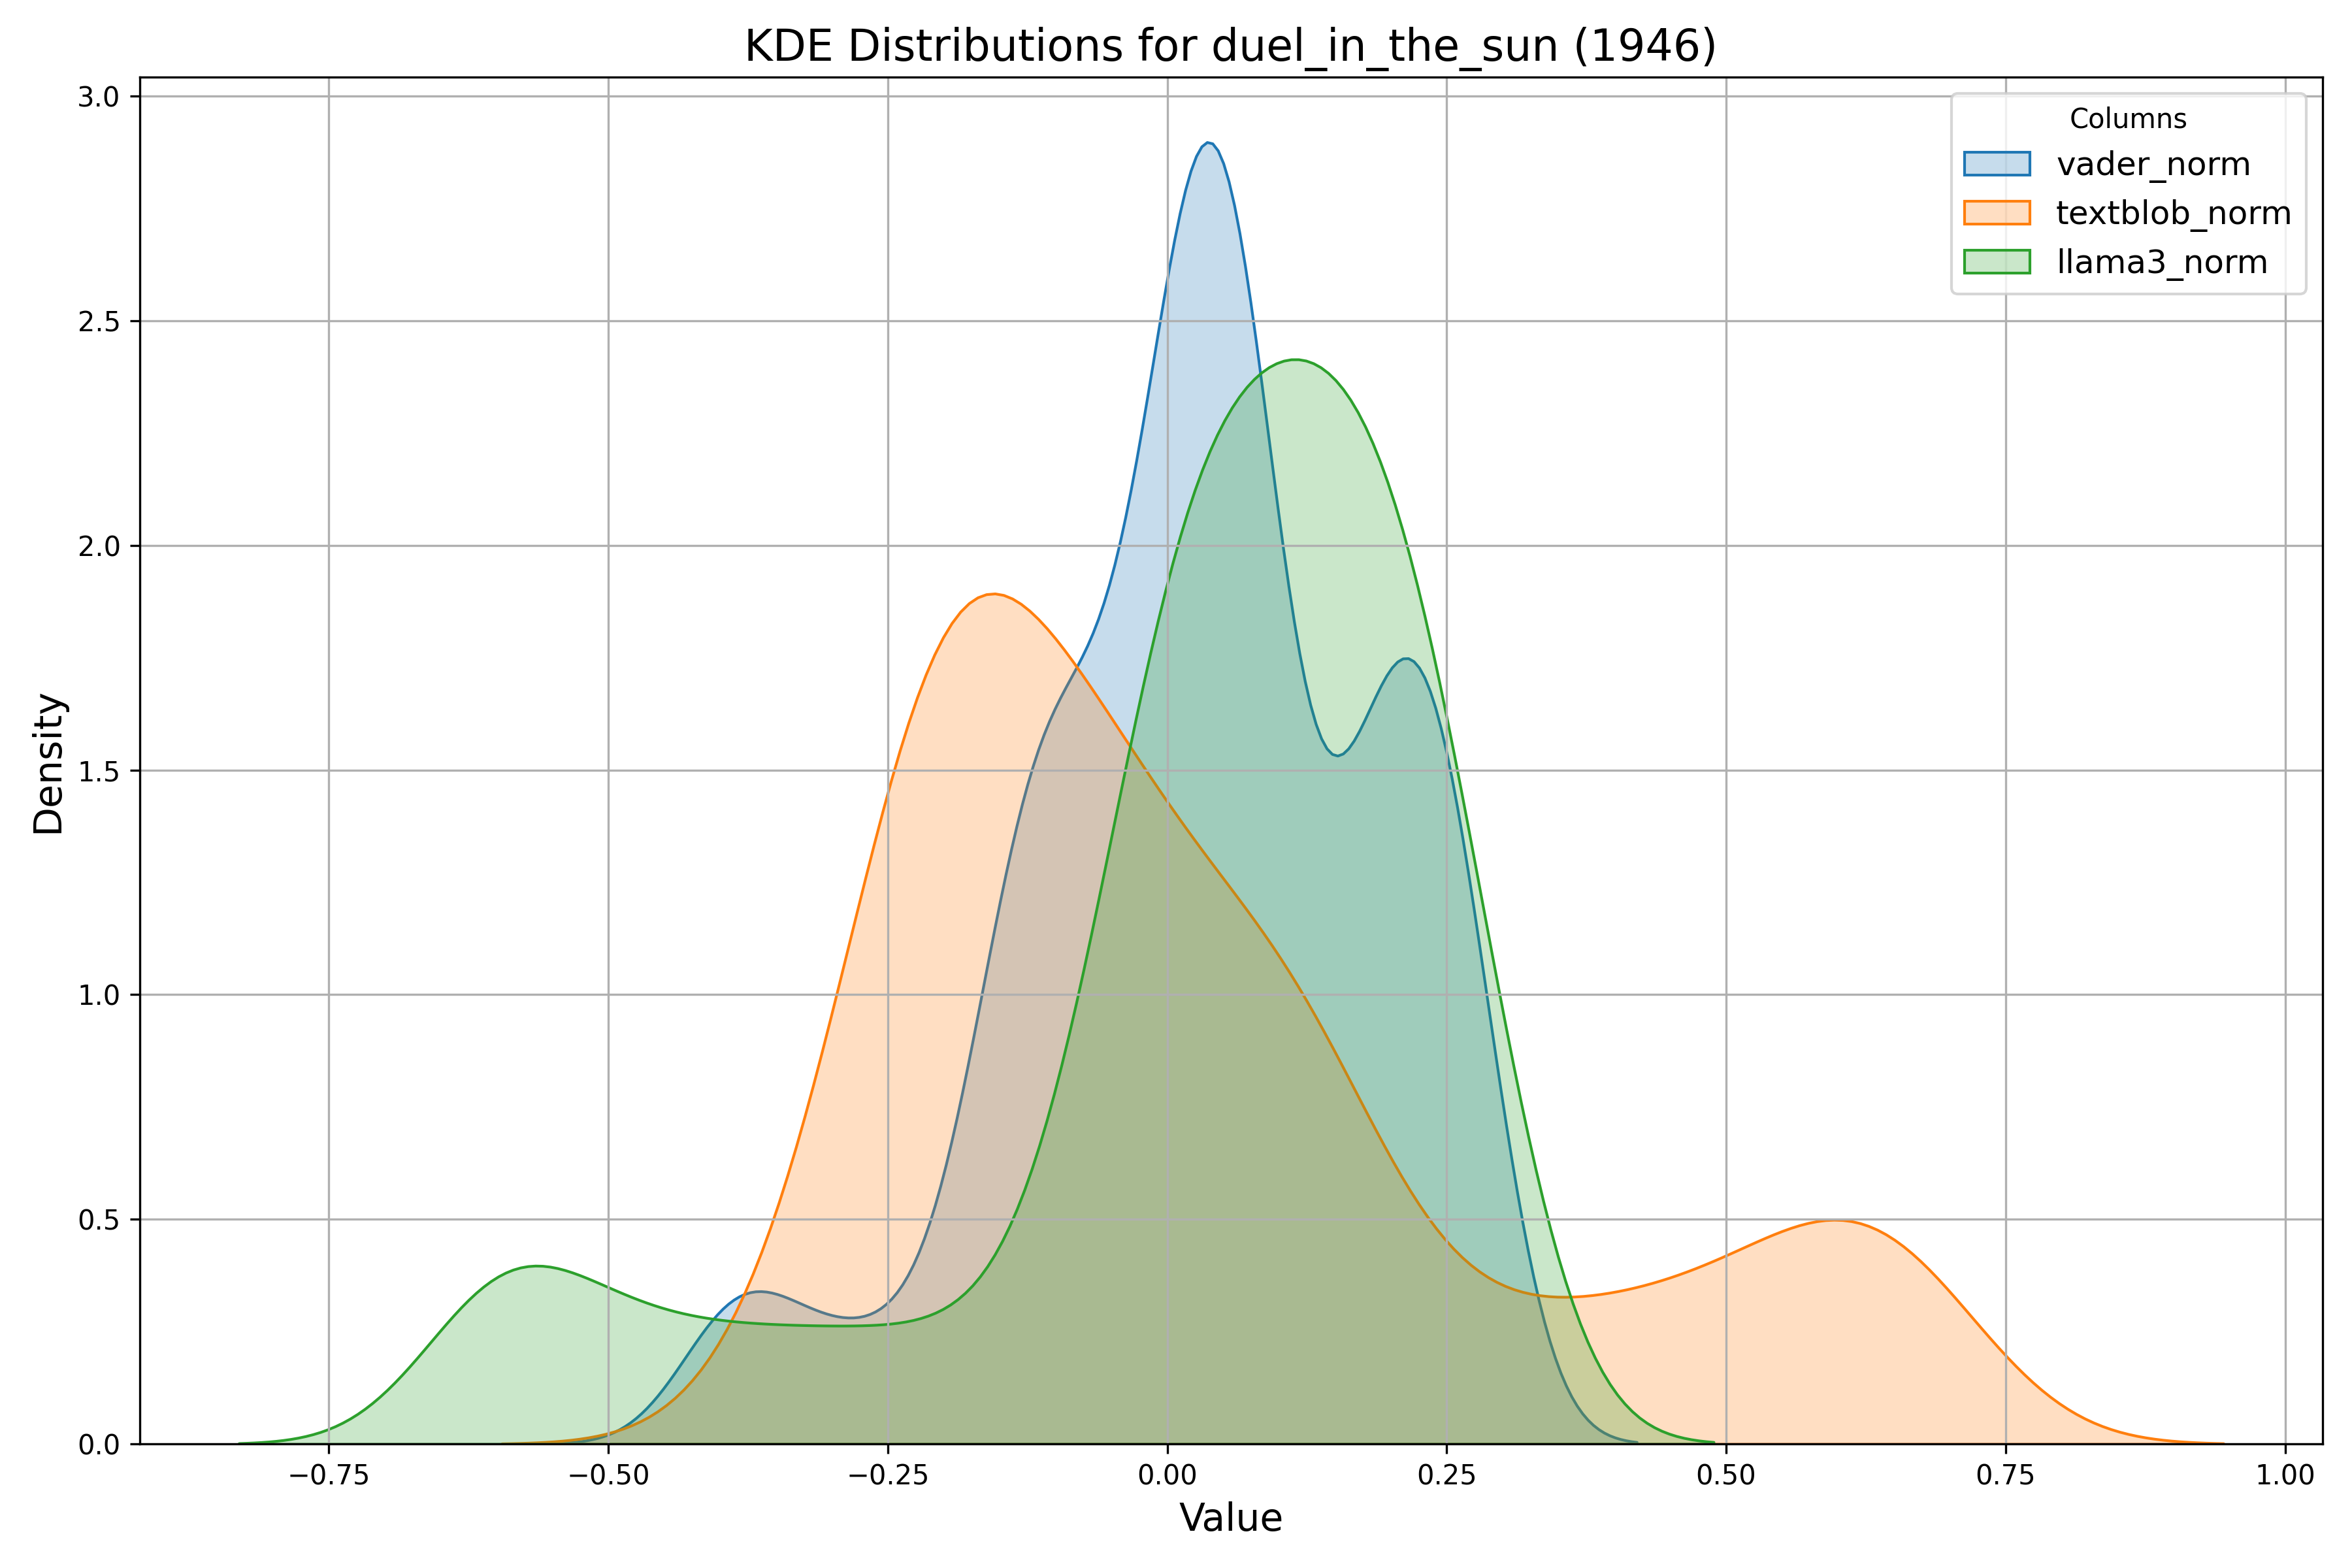 KDE Distributions for duel_in_the_sun (1946)
Columns
vader_norm
textblob_norm
llama3_norm
Density
3.0
2.5
2.0
1.5
1.0
0.5
0.0
−0.75 −0.50 −0.25 0.00 0.25 0.50 0.75 1.00
Value